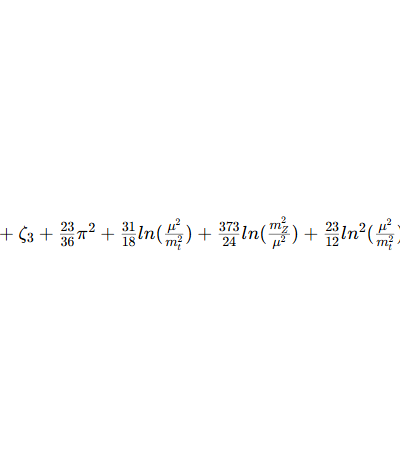 + ζ₃ + 23/36 π² + 31/18 ln(μ²/m_t²) + 373/24 ln(m_Z²/μ²) + 23/12 ln²(μ²/m_t²)